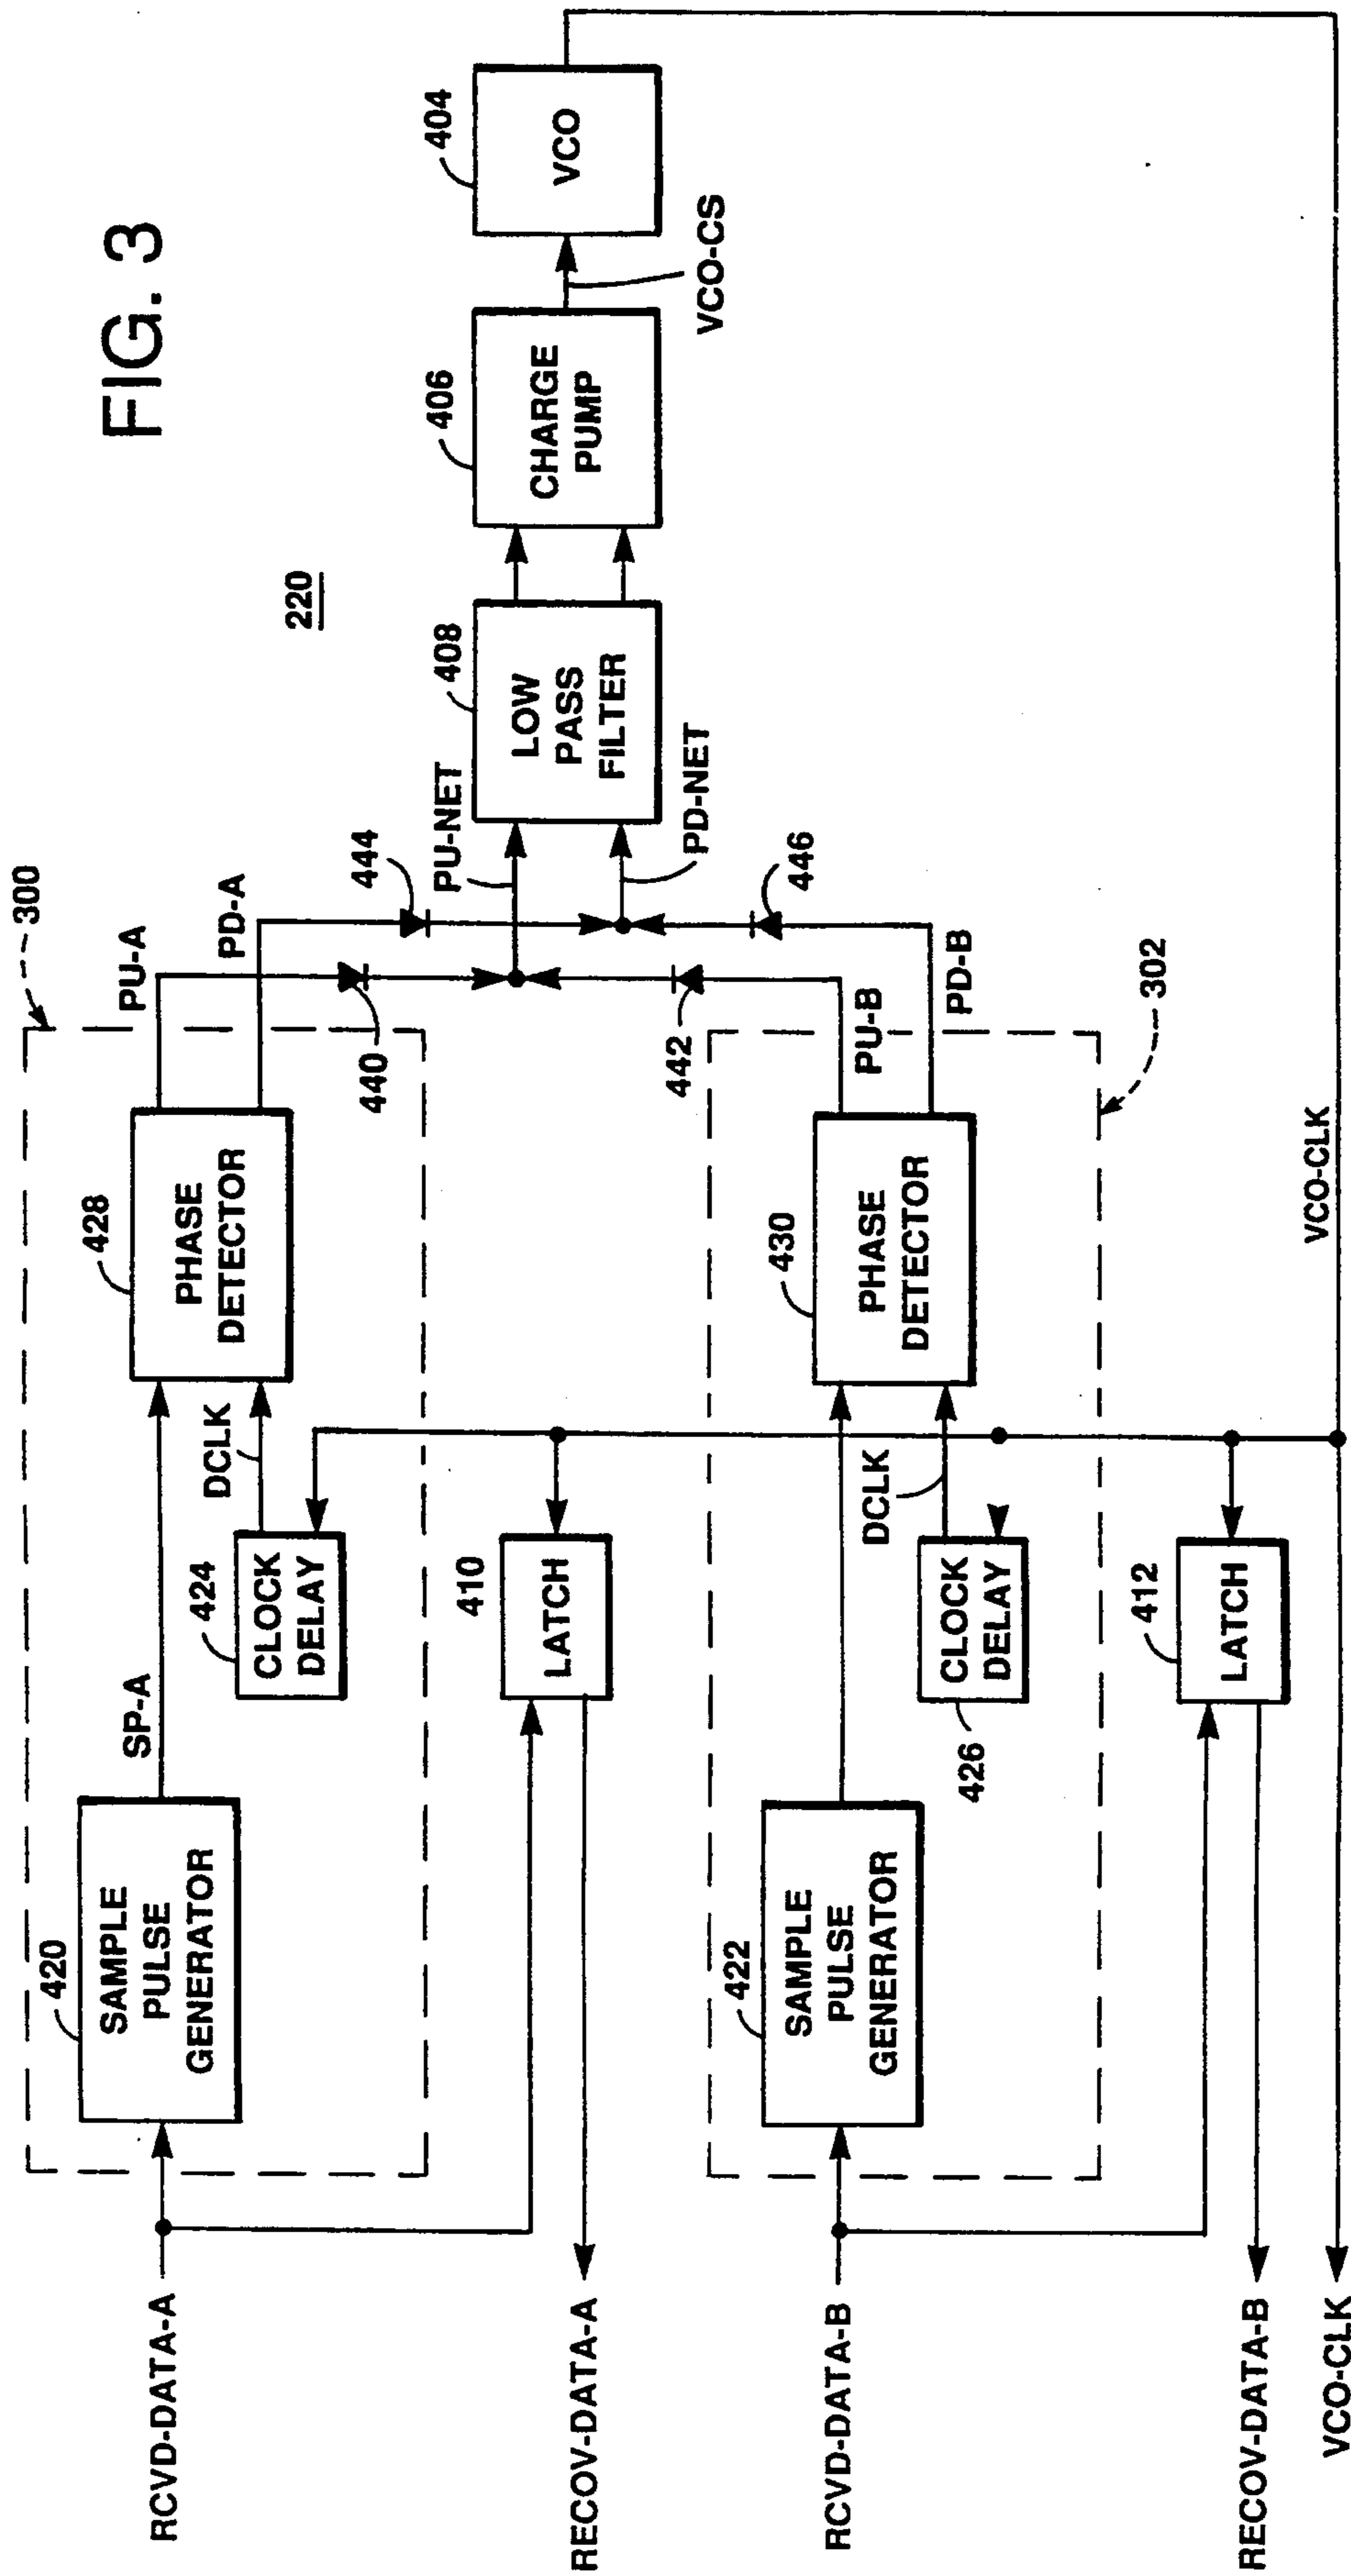 FIG. 3
220
300
420
SAMPLE
PULSE
GENERATOR
SP-A
424
CLOCK
DELAY
DCLK
428
PHASE
DETECTOR
PU-A
PD-A
440
444
RCVD-DATA-A
410
LATCH
RECOV-DATA-A
PU-NET
PD-NET
408
LOW
PASS
FILTER
406
CHARGE
PUMP
VCO-CS
404
VCO
442
446
PU-B
PD-B
302
422
SAMPLE
PULSE
GENERATOR
426
CLOCK
DELAY
DCLK
430
PHASE
DETECTOR
RCVD-DATA-B
412
LATCH
RECOV-DATA-B
VCO-CLK
VCO-CLK